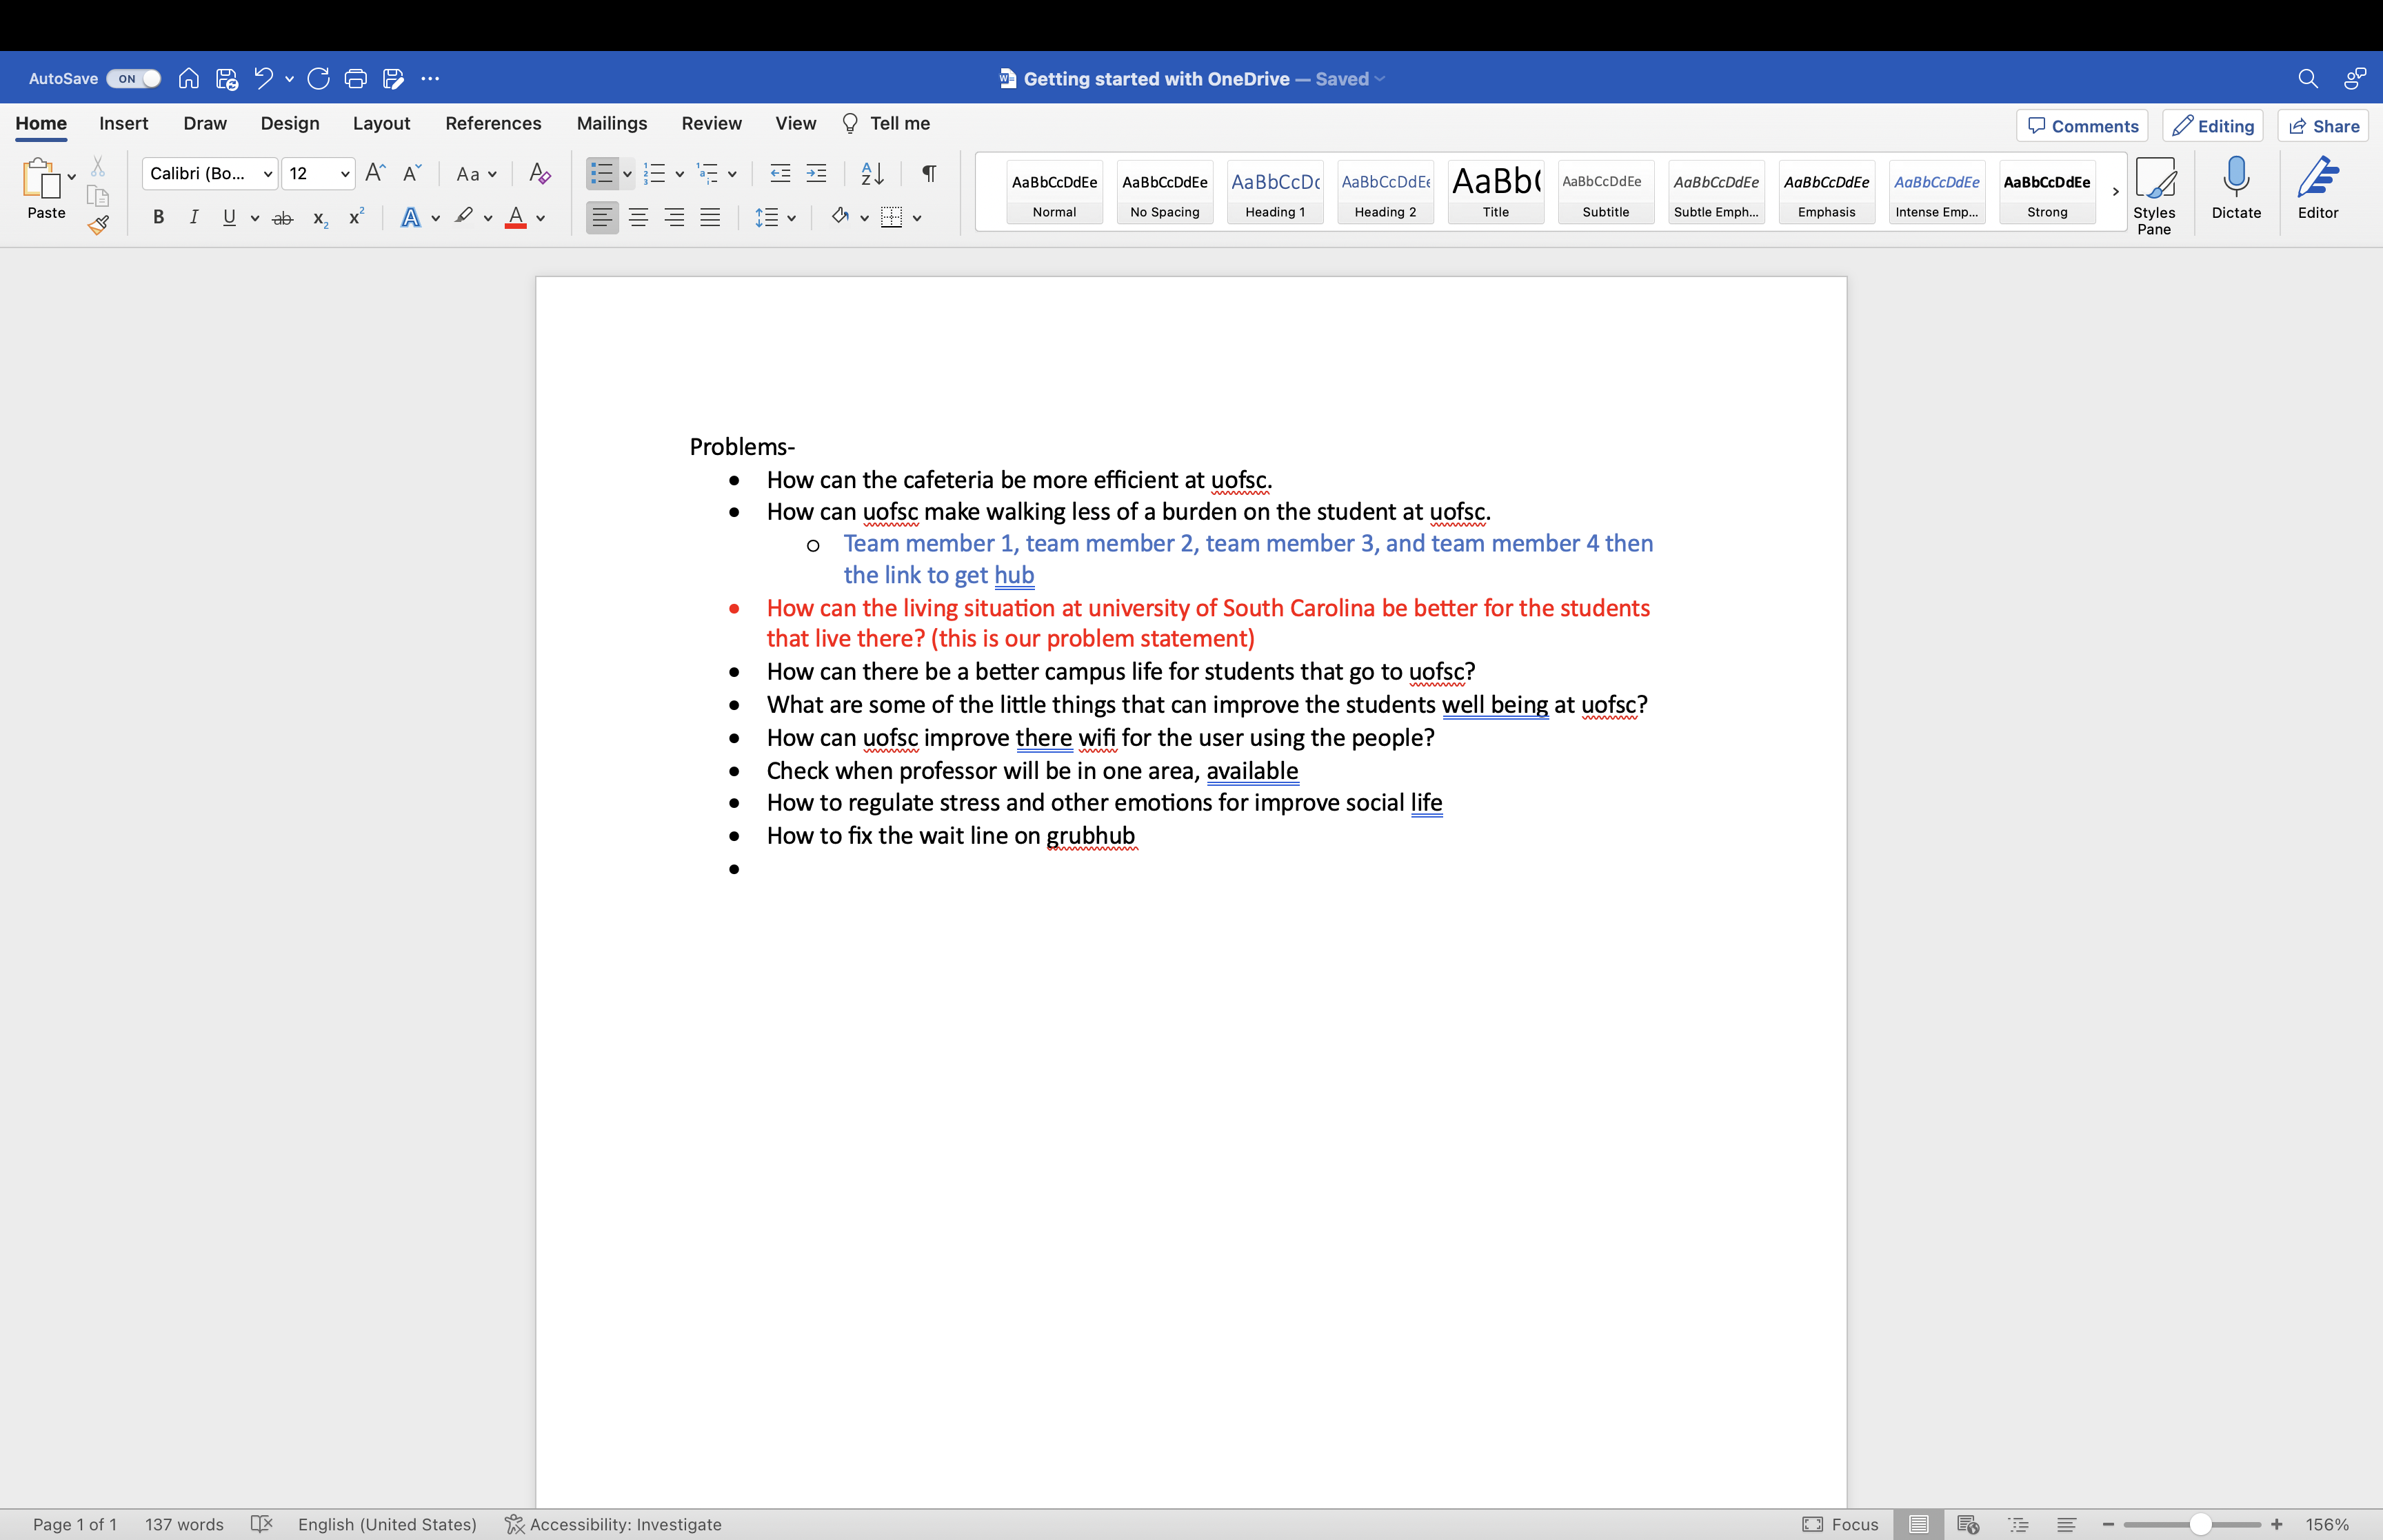 AutoSave ON Getting started with OneDrive — Saved
Home Insert Draw Design Layout References Mailings Review View Tell me Comments Editing Share
Paste Calibri (Bo... 12 Aa
AaBbCcDdEe AaBbCcDdEe AaBbCcDc AaBbCcDdEe AaBb( AaBbCcDdEe AaBbCcDdEe AaBbCcDdEe AaBbCcDdEe AaBbCcDdEe
Normal No Spacing Heading 1 Heading 2 Title Subtitle Subtle Emph... Emphasis Intense Emp... Strong
Styles Pane Dictate Editor
Problems-
• How can the cafeteria be more efficient at uofsc.
• How can uofsc make walking less of a burden on the student at uofsc.
o Team member 1, team member 2, team member 3, and team member 4 then
the link to get hub
• How can the living situation at university of South Carolina be better for the students
that live there? (this is our problem statement)
• How can there be a better campus life for students that go to uofsc?
• What are some of the little things that can improve the students well being at uofsc?
• How can uofsc improve there wifi for the user using the people?
• Check when professor will be in one area, available
• How to regulate stress and other emotions for improve social life
• How to fix the wait line on grubhub
•
Page 1 of 1 137 words English (United States) Accessibility: Investigate Focus 156%